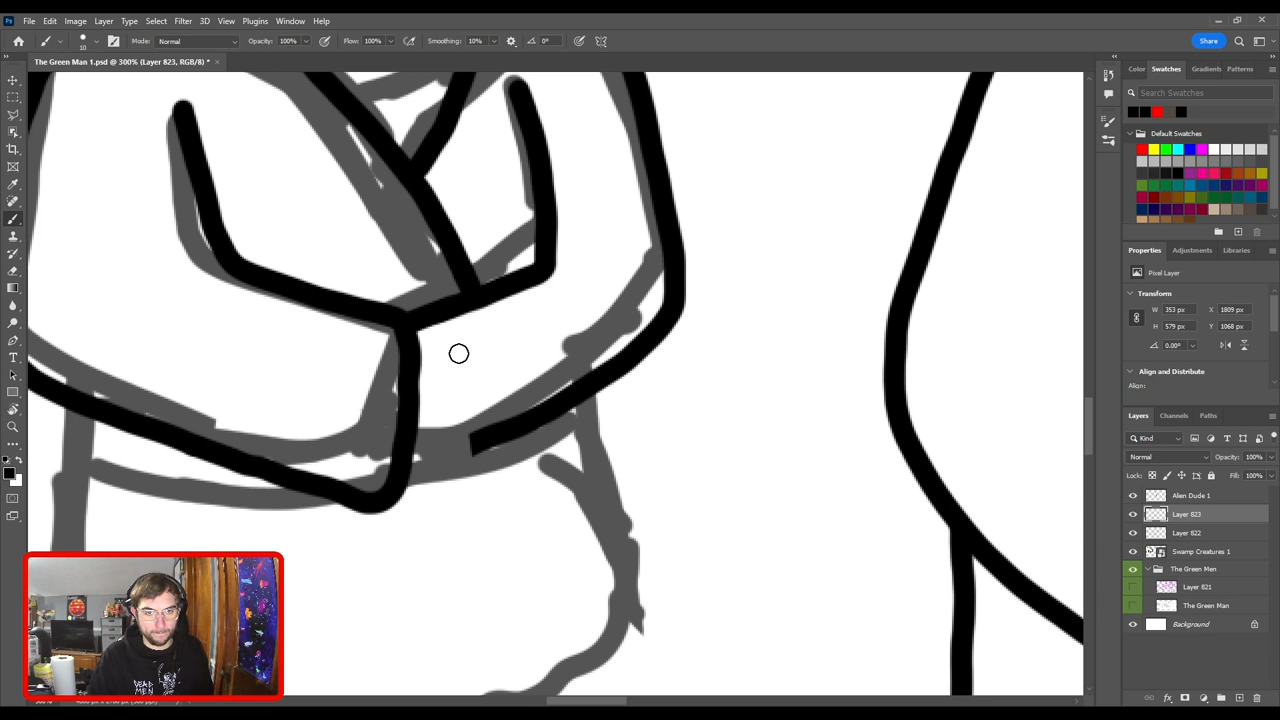 Ps File Edit Image Layer Type Select Filter 3D View Plugins Window Help
10 Mode: Normal Opacity: 100% Flow: 100% Smoothing: 10% 0° Share
The Green Man 1.psd @ 300% (Layer 823, RGB/8) * ×
Color Swatches Gradients Patterns
Search Swatches
Default Swatches
Properties Adjustments Libraries
Pixel Layer
Transform
W 353 px X 1809 px
H 579 px Y 1068 px
0.00°
Align and Distribute
Align:
Layers Channels Paths
Kind
Normal Opacity: 100%
Lock: Fill: 100%
Alien Dude 1
Layer 823
Layer 822
Swamp Creatures 1
The Green Men
Layer 821
The Green Man
Background
DEAD
MEN